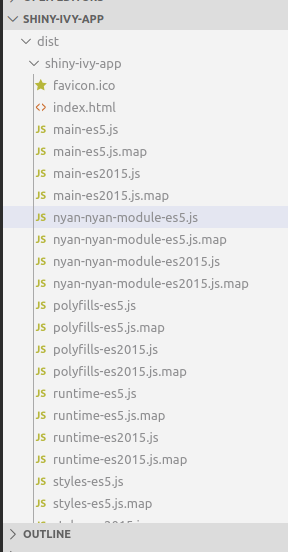 SHINY-IVY-APP
dist
shiny-ivy-app
favicon.ico
<> index.html
JS main-es5.js
JS main-es5.js.map
JS main-es2015.js
JS main-es2015.js.map
JS nyan-nyan-module-es5.js
JS nyan-nyan-module-es5.js.map
JS nyan-nyan-module-es2015.js
JS nyan-nyan-module-es2015.js.map
JS polyfills-es5.js
JS polyfills-es5.js.map
JS polyfills-es2015.js
JS polyfills-es2015.js.map
JS runtime-es5.js
JS runtime-es5.js.map
JS runtime-es2015.js
JS runtime-es2015.js.map
JS styles-es5.js
JS styles-es5.js.map
OUTLINE